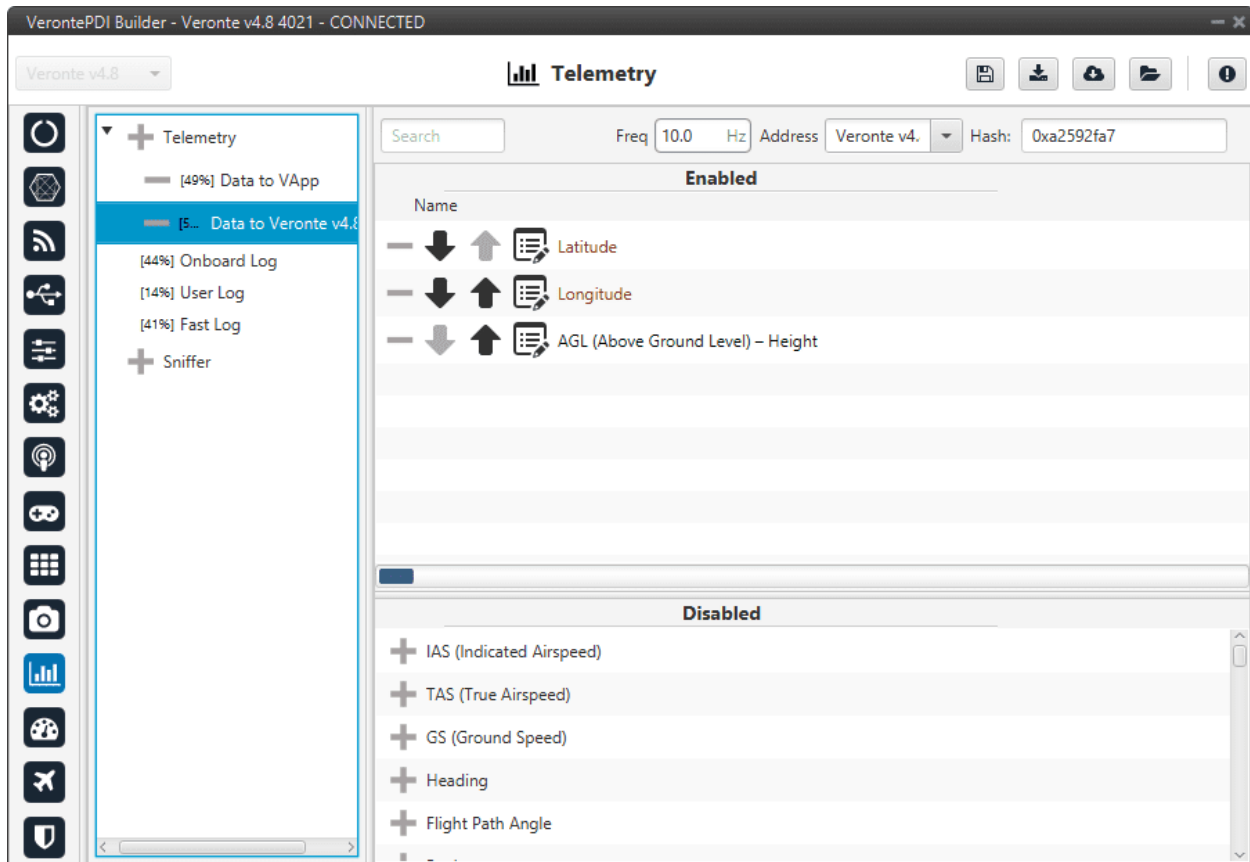 VerontePDI Builder - Veronte v4.8 4021 - CONNECTED
Veronte v4.8
Telemetry
Telemetry
[49%] Data to VApp
[5... Data to Veronte v4.8
[44%] Onboard Log
[14%] User Log
[41%] Fast Log
Sniffer
Search
Freq 10.0 Hz Address Veronte v4. Hash: 0xa2592fa7
Enabled
Name
Latitude
Longitude
AGL (Above Ground Level) – Height
Disabled
IAS (Indicated Airspeed)
TAS (True Airspeed)
GS (Ground Speed)
Heading
Flight Path Angle